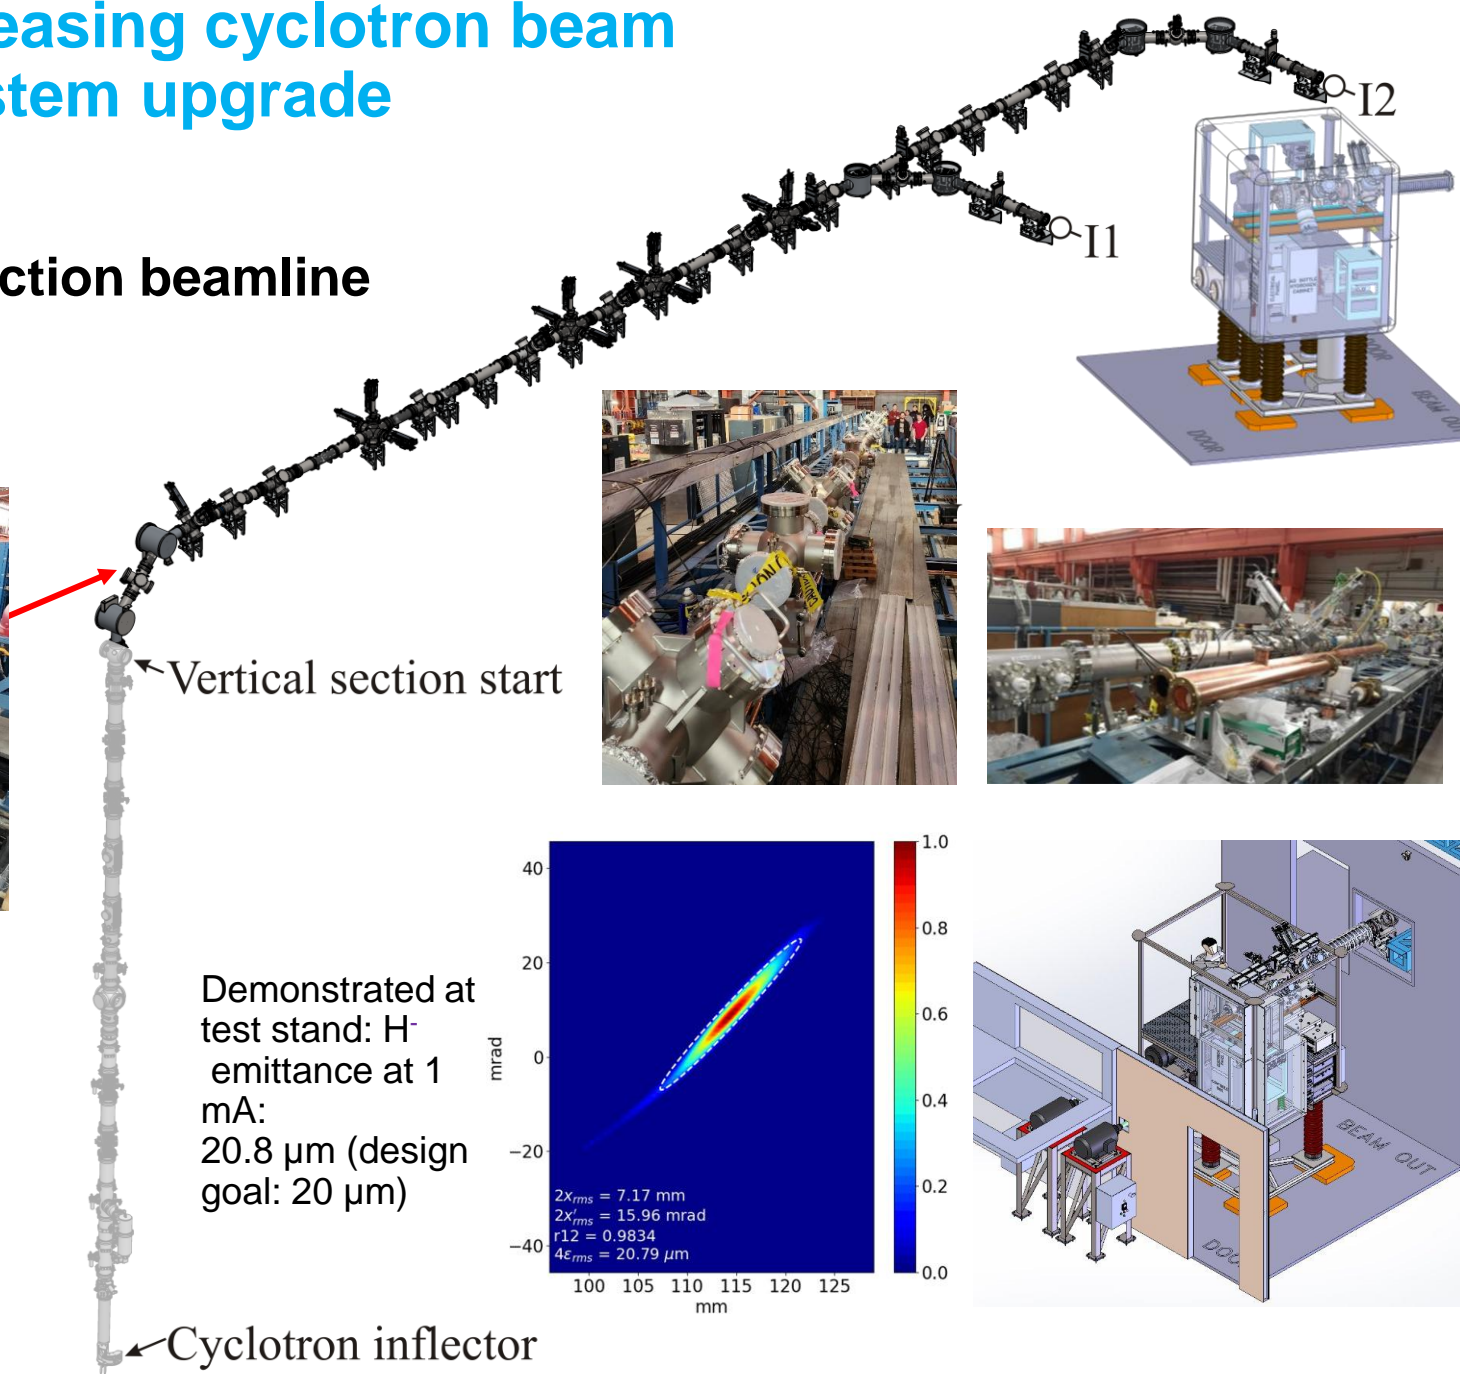 easing cyclotron beam
stem upgrade
ction beamline
I2
I1
DOOR
BEAM OUT
DOOR
Vertical section start
Demonstrated at
test stand: H-
emittance at 1
mA:
20.8 µm (design
goal: 20 µm)
Cyclotron inflector
40
20
0
−20
−40
mrad
2xrms = 7.17 mm
2x′rms = 15.96 mrad
r12 = 0.9834
4εrms = 20.79 µm
100 105 110 115 120 125
mm
1.0
0.8
0.6
0.4
0.2
0.0
BEAM OUT